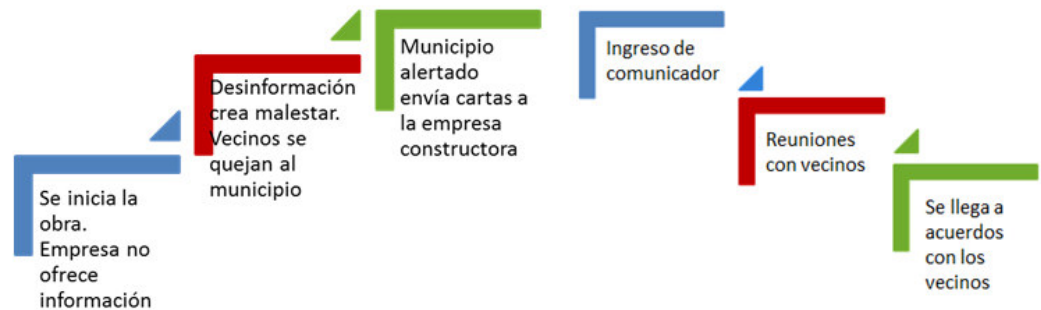 Se inicia la
obra.
Empresa no
ofrece
información
Desinformación
crea malestar.
Vecinos se
quejan al
municipio
Municipio
alertado
envía cartas a
la empresa
constructora
Ingreso de
comunicador
Reuniones
con vecinos
Se llega a
acuerdos
con los
vecinos